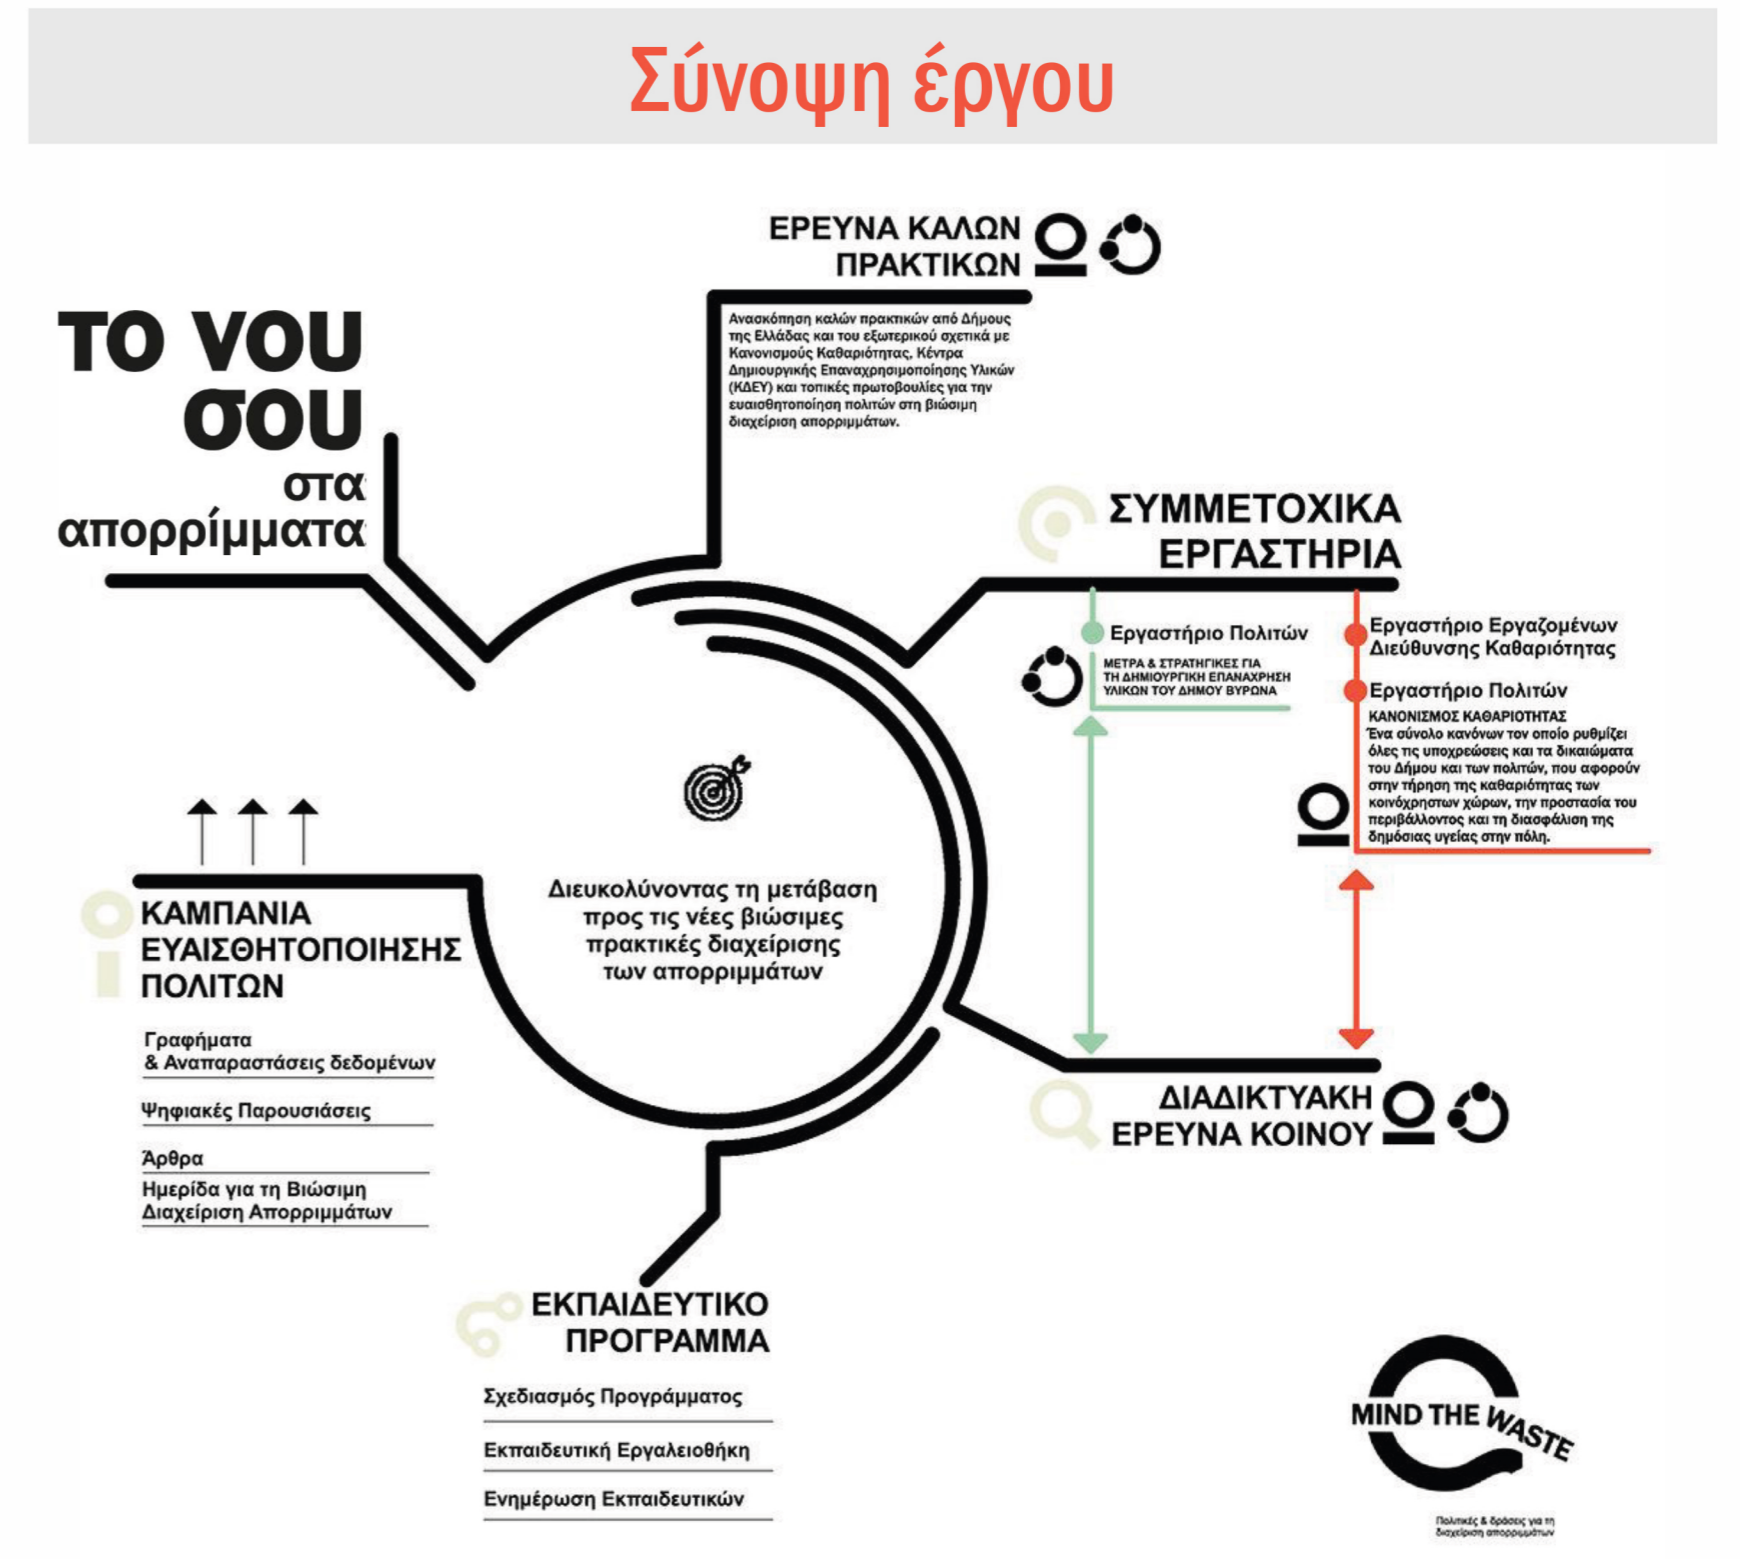 Σύνοψη έργου
ΕΡΕΥΝΑ ΚΑΛΩΝ
ΠΡΑΚΤΙΚΩΝ
Ανασκόπηση καλών πρακτικών από Δήμους
της Ελλάδας και του εξωτερικού σχετικά με
Κανονισμούς Καθαριότητας, Κέντρα
Δημιουργικής Επαναχρησιμοποίησης Υλικών
(ΚΔΕΥ) και τοπικές πρωτοβουλίες για την
ευαισθητοποίηση πολιτών στη βιώσιμη
διαχείριση απορριμμάτων.
το νου
σου
στα
απορρίμματα
ΣΥΜΜΕΤΟΧΙΚΑ
ΕΡΓΑΣΤΗΡΙΑ
Εργαστήριο Πολιτών
ΜΕΤΡΑ & ΣΤΡΑΤΗΓΙΚΕΣ ΓΙΑ
ΤΗ ΔΗΜΙΟΥΡΓΙΚΗ ΕΠΑΝΑΧΡΗΣΗ
ΥΛΙΚΩΝ ΤΟΥ ΔΗΜΟΥ ΒΥΡΩΝΑ
Εργαστήριο Εργαζομένων
Διεύθυνσης Καθαριότητας
Εργαστήριο Πολιτών
ΚΑΝΟΝΙΣΜΟΣ ΚΑΘΑΡΙΟΤΗΤΑΣ
Ένα σύνολο κανόνων τον οποίο ρυθμίζει
όλες τις υποχρεώσεις και τα δικαιώματα
του Δήμου και των πολιτών, που αφορούν
στην τήρηση της καθαριότητας των
κοινόχρηστων χώρων, την προστασία του
περιβάλλοντος και τη διασφάλιση της
δημόσιας υγείας στην πόλη.
Διευκολύνοντας τη μετάβαση
προς τις νέες βιώσιμες
πρακτικές διαχείρισης
των απορριμμάτων
ΚΑΜΠΑΝΙΑ
ΕΥΑΙΣΘΗΤΟΠΟΙΗΣΗΣ
ΠΟΛΙΤΩΝ
Γραφήματα
& Αναπαραστάσεις δεδομένων
Ψηφιακές Παρουσιάσεις
Άρθρα
Ημερίδα για τη Βιώσιμη
Διαχείριση Απορριμμάτων
ΔΙΑΔΙΚΤΥΑΚΗ
ΕΡΕΥΝΑ ΚΟΙΝΟΥ
ΕΚΠΑΙΔΕΥΤΙΚΟ
ΠΡΟΓΡΑΜΜΑ
Σχεδιασμός Προγράμματος
Εκπαιδευτική Εργαλειοθήκη
Ενημέρωση Εκπαιδευτικών
MIND THE WASTE
Πολιτικές & δράσεις για τη
διαχείριση απορριμμάτων